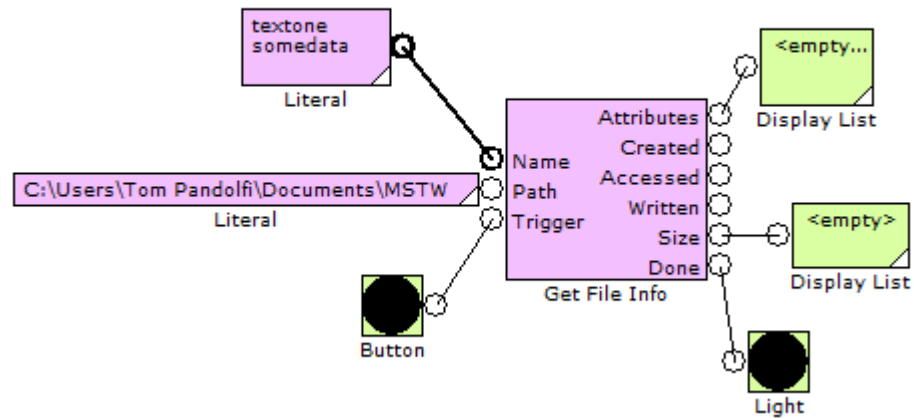 textone
somedata
Literal
<empty...
Display List
Attributes
Created
Name
Accessed
Path
C:\Users\Tom Pandolfi\Documents\MSTW
Literal
Written
Trigger
Size
<empty>
Done
Display List
Get File Info
Button
Light